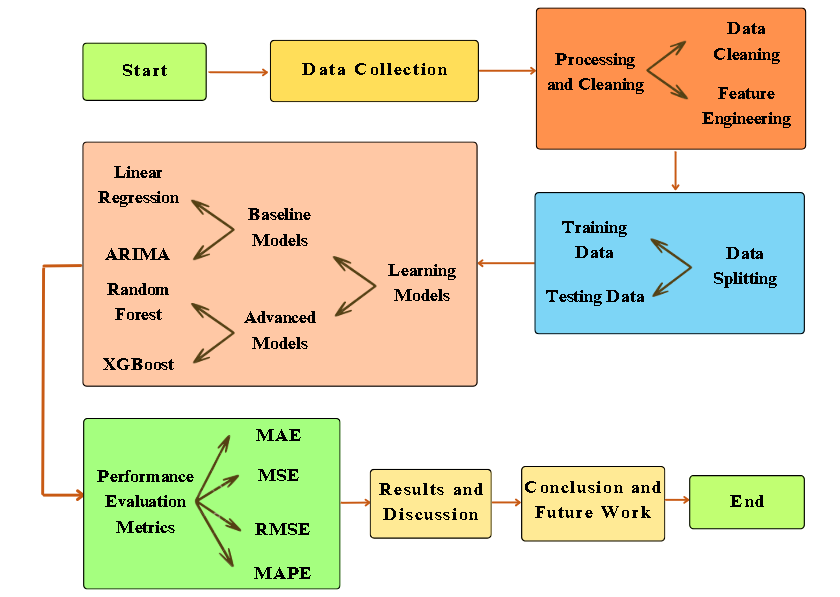 Start
Data Collection
Processing
and Cleaning
Data
Cleaning
Feature
Engineering
Data
Splitting
Training
Data
Testing Data
Learning
Models
Baseline
Models
Linear
Regression
ARIMA
Advanced
Models
Random
Forest
XGBoost
Performance
Evaluation
Metrics
MAE
MSE
RMSE
MAPE
Results and
Discussion
Conclusion and
Future Work
End